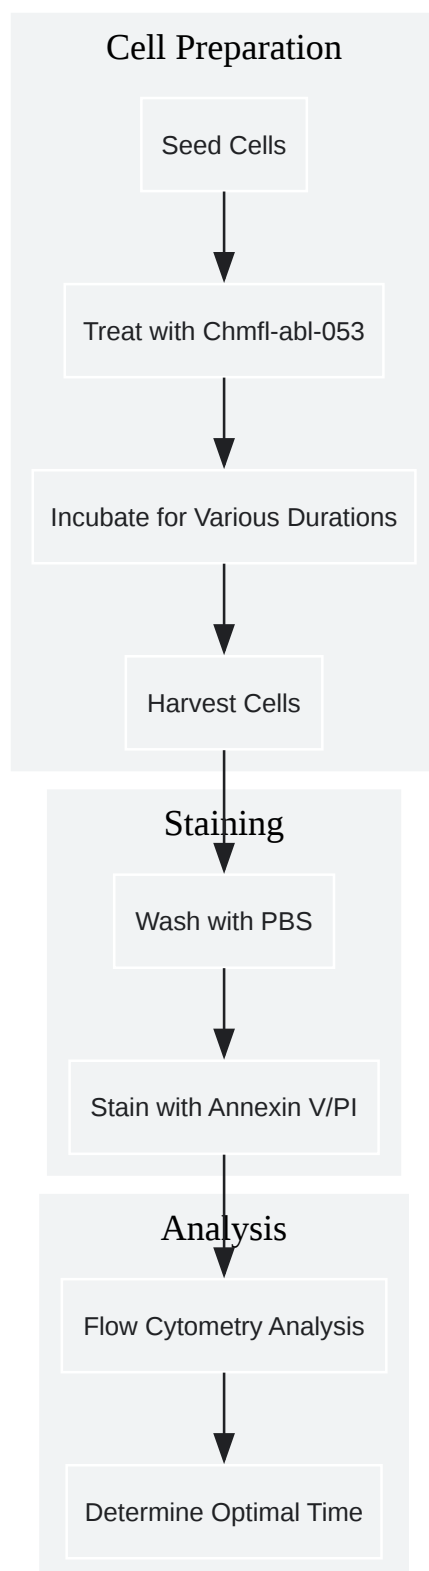 Cell Preparation
Seed Cells
Treat with Chmfl-abl-053
Incubate for Various Durations
Harvest Cells
Staining
Wash with PBS
Stain with Annexin V/PI
Analysis
Flow Cytometry Analysis
Determine Optimal Time